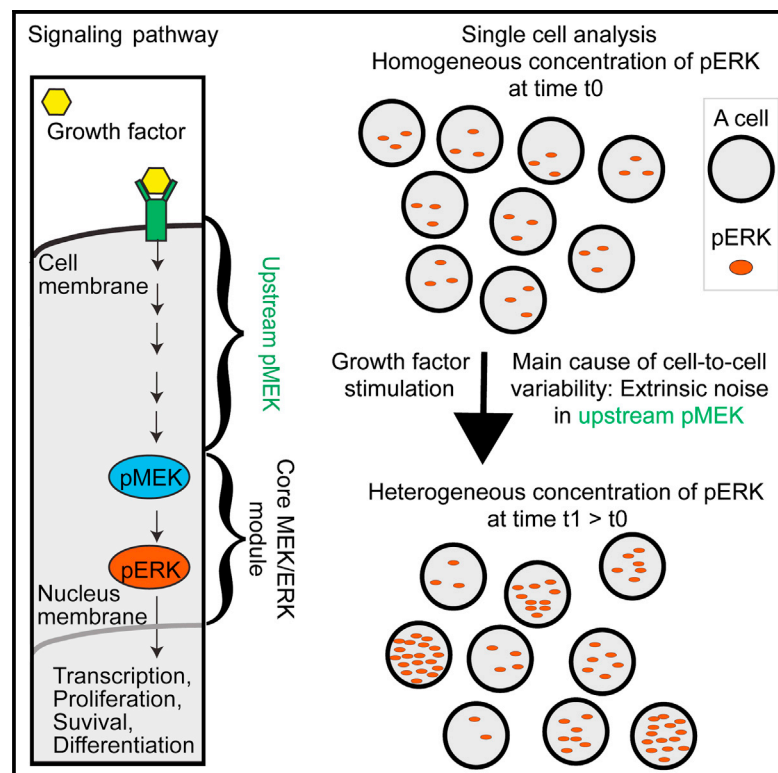 Signaling pathway
Growth factor
Cell
membrane
Upstream pMEK
pMEK
Core MEK/ERK
module
pERK
Nucleus
membrane
Transcription,
Proliferation,
Suvival,
Differentiation
Single cell analysis
Homogeneous concentration of pERK
at time t0
A cell
pERK
Growth factor
stimulation
Main cause of cell-to-cell
variability: Extrinsic noise
in upstream pMEK
Heterogeneous concentration of pERK
at time t1 > t0